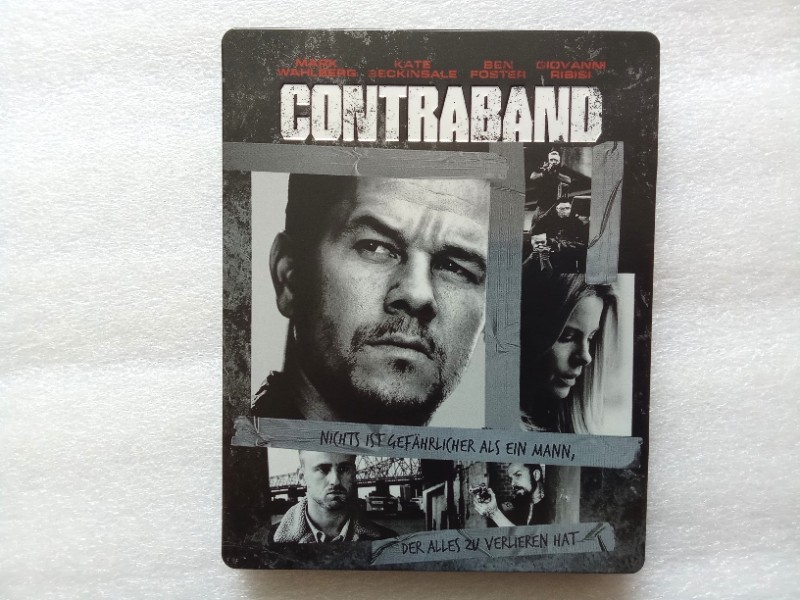 MARK WAHLBERG KATE BECKINSALE BEN FOSTER GIOVANNI RIBISI
CONTRABAND
NICHTS IST GEFÄHRLICHER ALS EIN MANN,
DER ALLES ZU VERLIEREN HAT